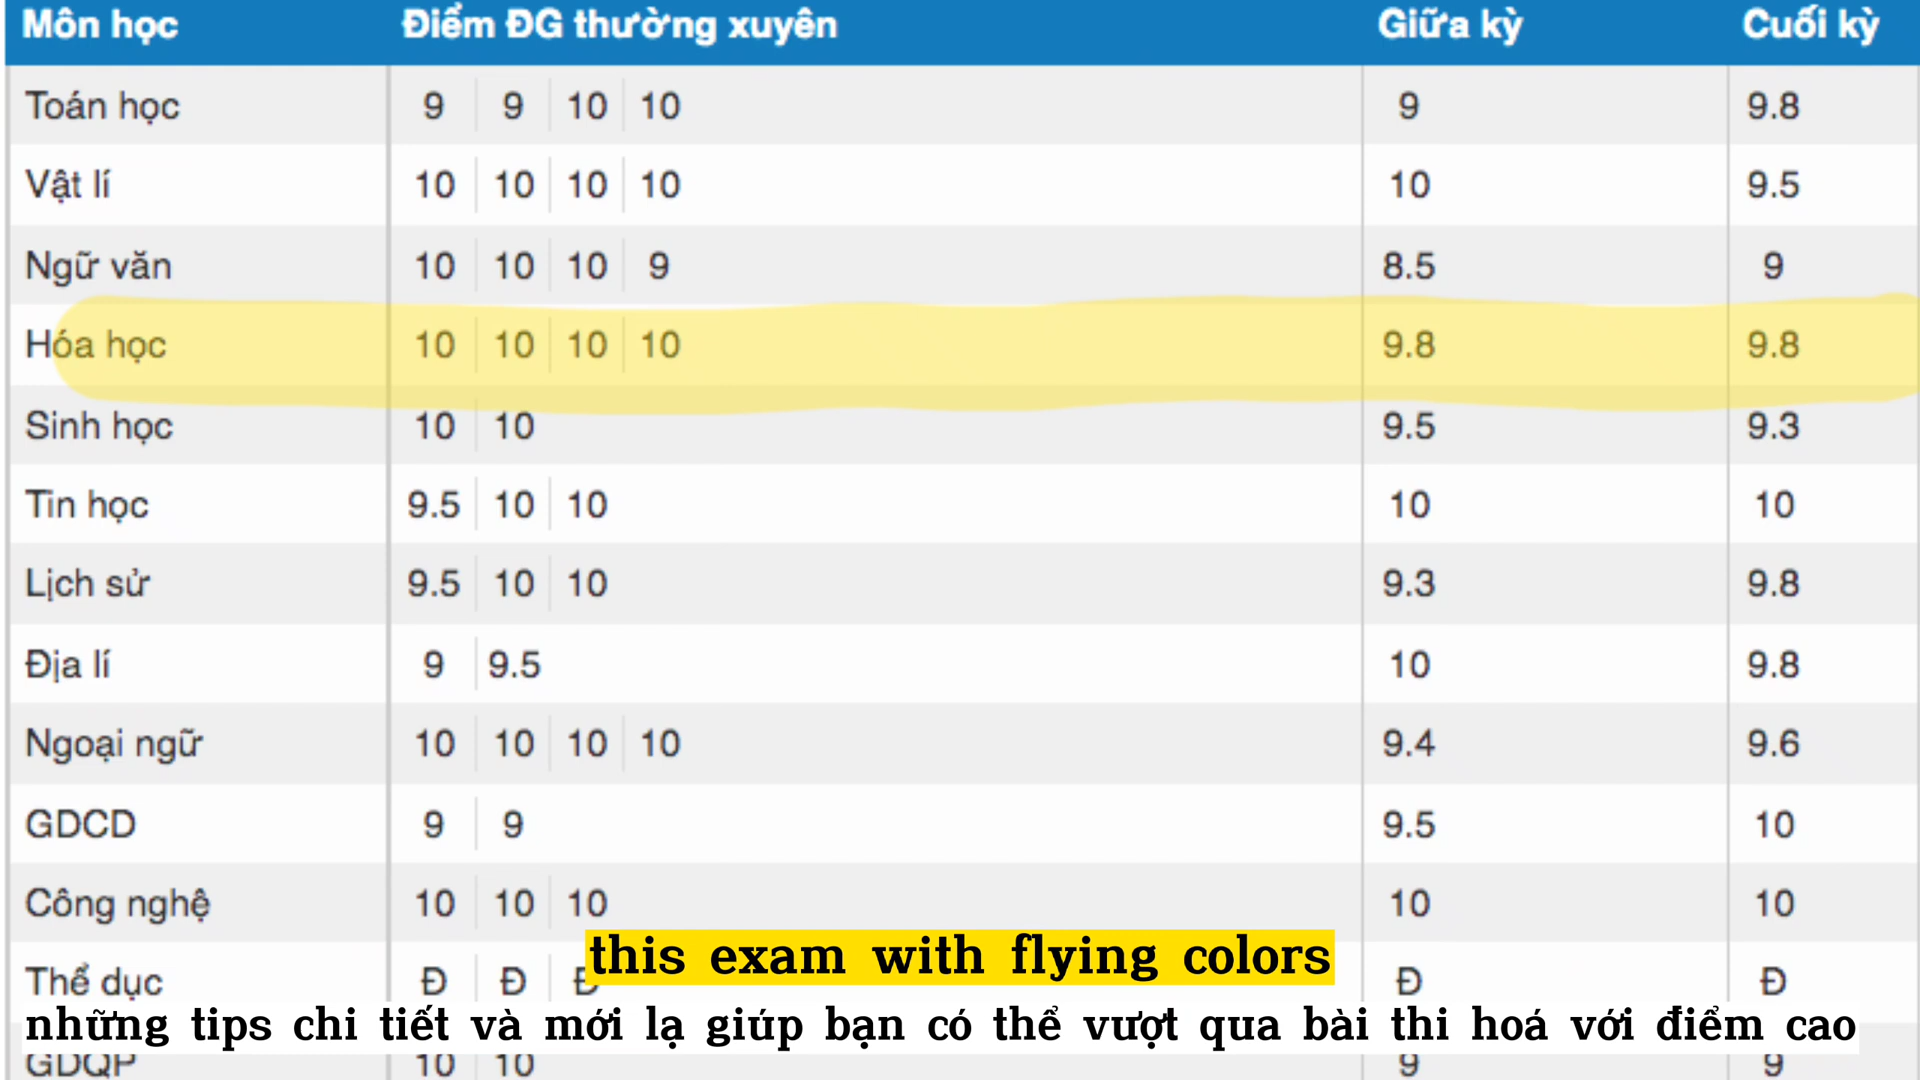 Môn học Điểm ĐG thường xuyên Giữa kỳ Cuối kỳ
Toán học 9 9 10 10 9 9.8
Vật lí 10 10 10 10 10 9.5
Ngữ văn 10 10 10 9 8.5 9
Hóa học 10 10 10 10 9.8 9.8
Sinh học 10 10 9.5 9.3
Tin học 9.5 10 10 10 10
Lịch sử 9.5 10 10 9.3 9.8
Địa lí 9 9.5 10 9.8
Ngoại ngữ 10 10 10 10 9.4 9.6
GDCD 9 9 9.5 10
Công nghệ 10 10 10 10 10
this exam with flying colors
Thể dục Đ Đ Đ Đ Đ
những tips chi tiết và mới lạ giúp bạn có thể vượt qua bài thi hoá với điểm cao
GDQP 10 10 9 9